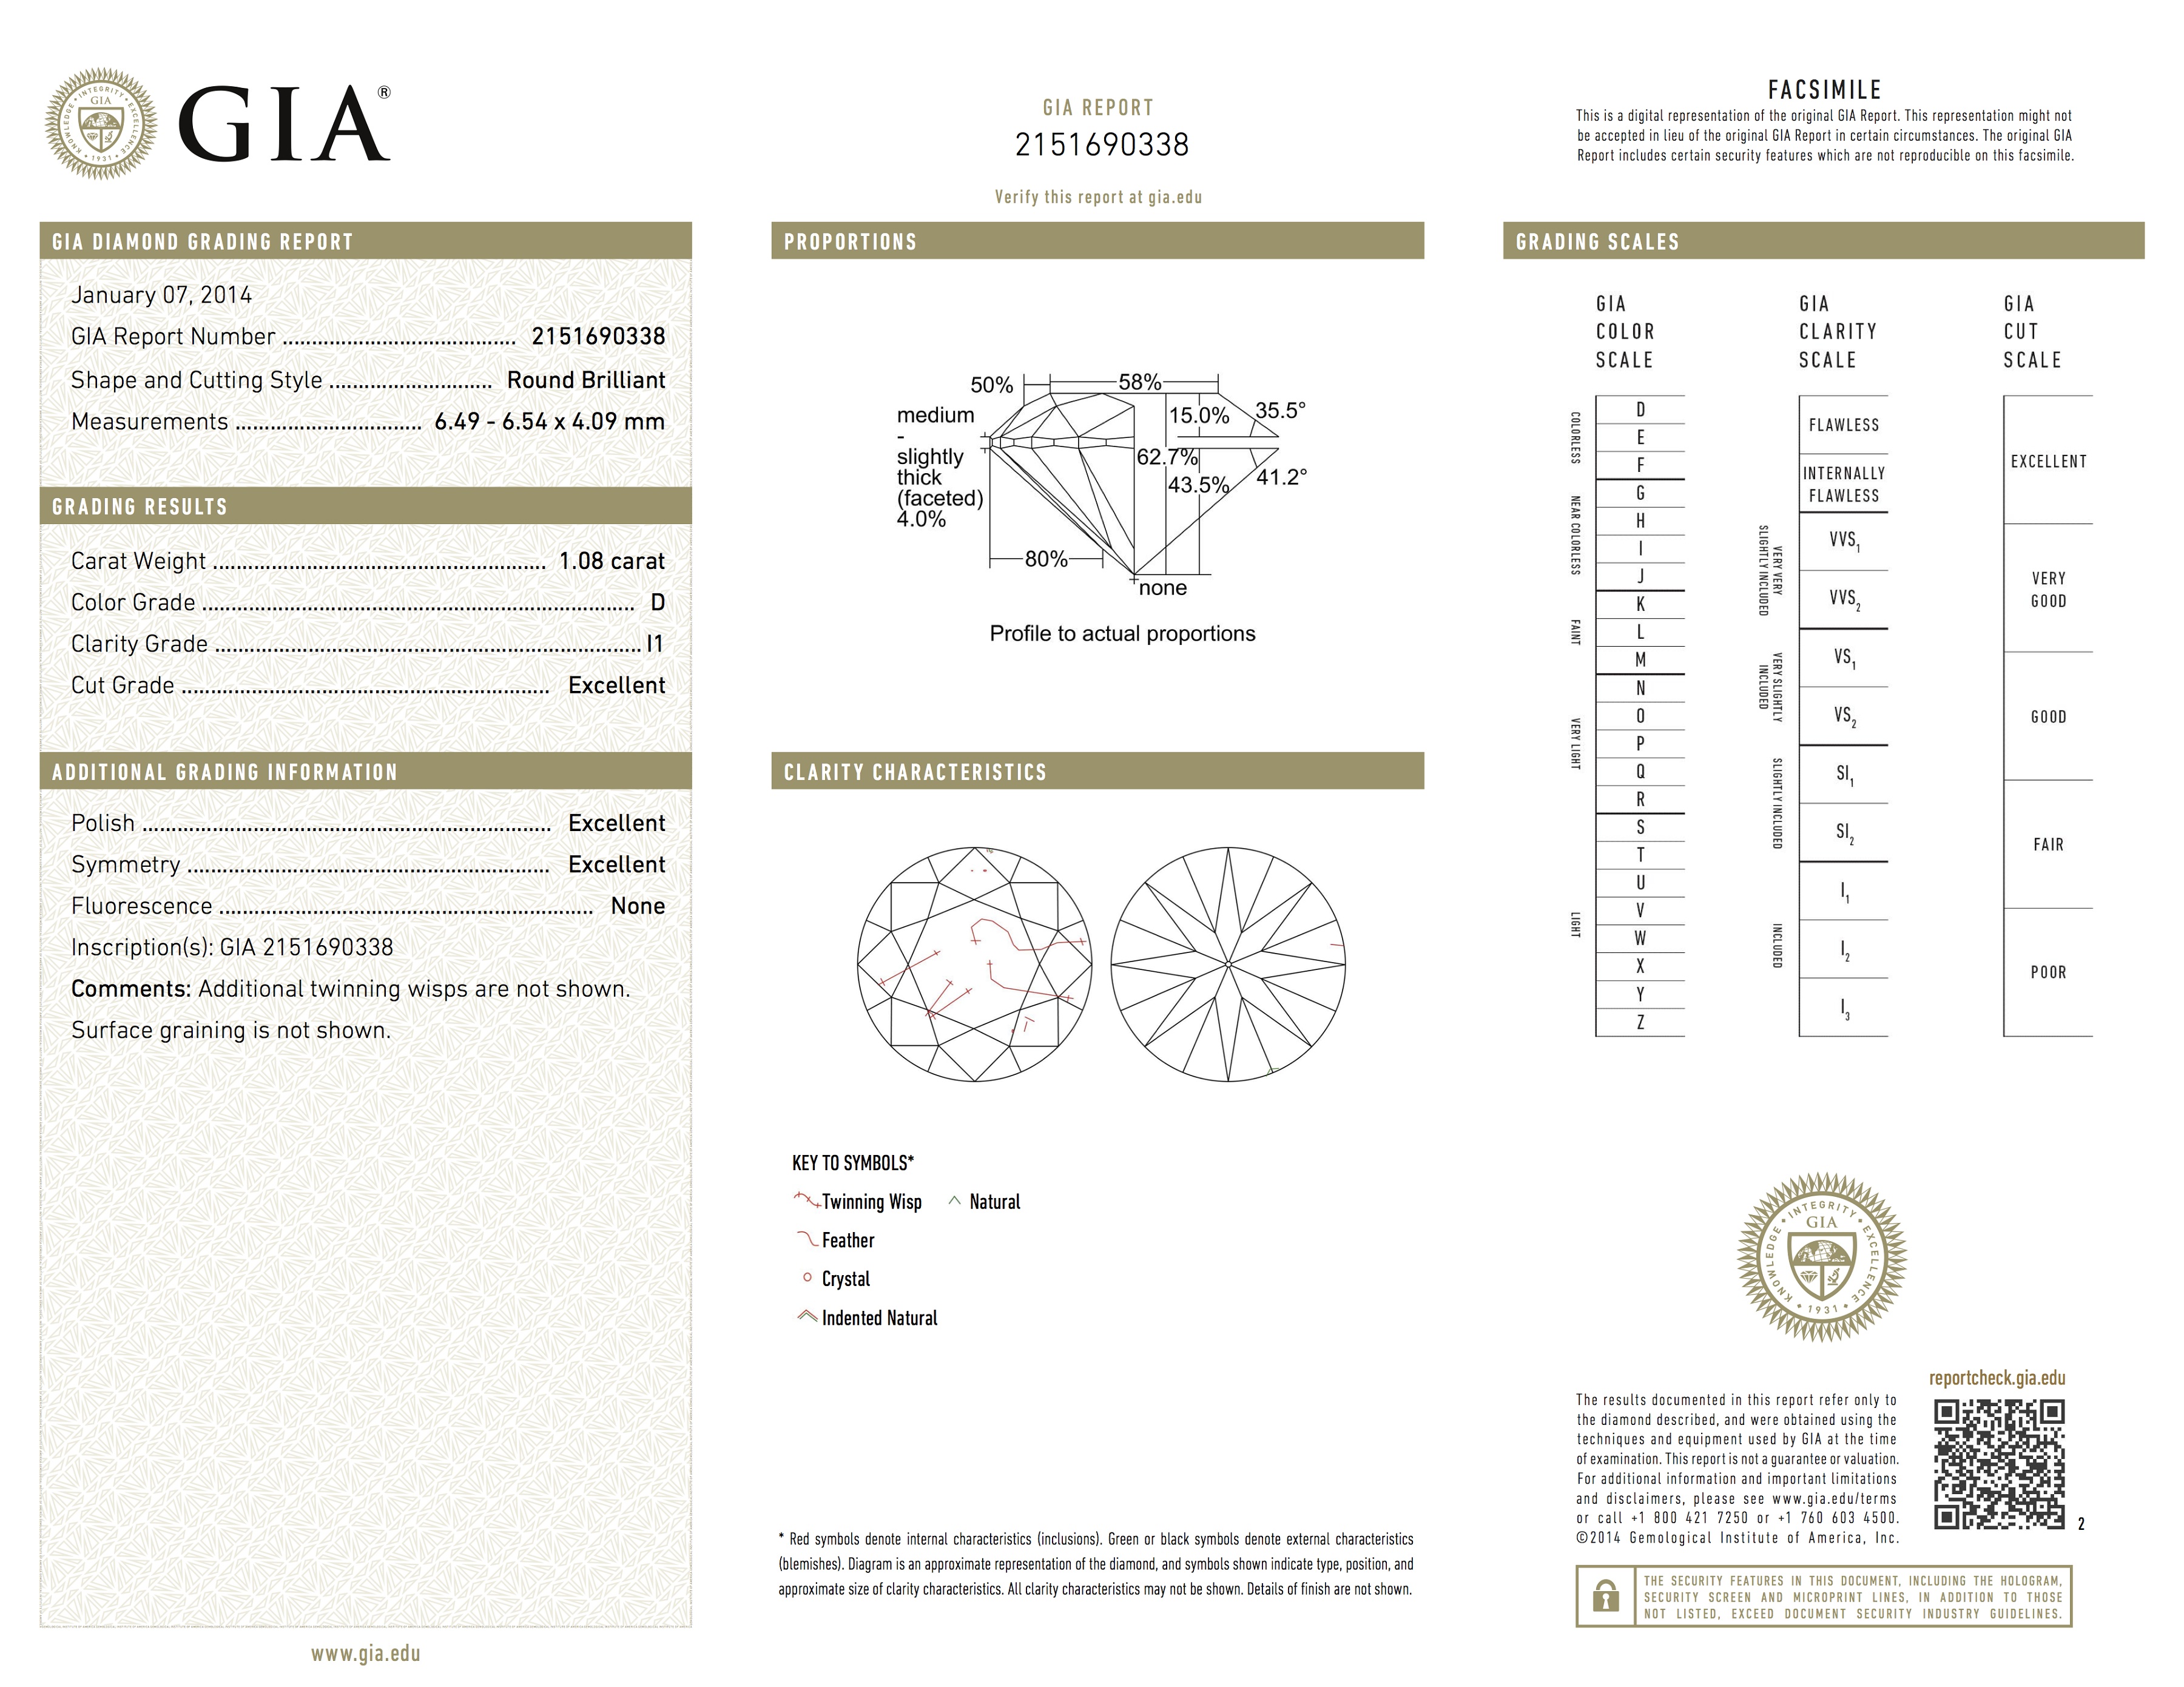 KNOWLEDGE • INTEGRITY • EXCELLENCE
GIA
1931
GIA®
GIA DIAMOND GRADING REPORT
January 07, 2014
GIA Report Number ........................................ 2151690338
Shape and Cutting Style ............................ Round Brilliant
Measurements ................................ 6.49 - 6.54 x 4.09 mm
GRADING RESULTS
Carat Weight ......................................................... 1.08 carat
Color Grade .......................................................................... D
Clarity Grade ......................................................................... I1
Cut Grade ............................................................... Excellent
ADDITIONAL GRADING INFORMATION
Polish ...................................................................... Excellent
Symmetry .............................................................. Excellent
Fluorescence ................................................................ None
Inscription(s): GIA 2151690338
Comments: Additional twinning wisps are not shown.
Surface graining is not shown.
www.gia.edu
GIA REPORT
2151690338
Verify this report at gia.edu
PROPORTIONS
50%
58%
medium
-
slightly
thick
(faceted)
4.0%
15.0%
35.5°
62.7%
43.5%
41.2°
80%
none
Profile to actual proportions
CLARITY CHARACTERISTICS
KEY TO SYMBOLS*
Twinning Wisp
Natural
Feather
Crystal
Indented Natural
* Red symbols denote internal characteristics (inclusions). Green or black symbols denote external characteristics
(blemishes). Diagram is an approximate representation of the diamond, and symbols shown indicate type, position, and
approximate size of clarity characteristics. All clarity characteristics may not be shown. Details of finish are not shown.
FACSIMILE
This is a digital representation of the original GIA Report. This representation might not
be accepted in lieu of the original GIA Report in certain circumstances. The original GIA
Report includes certain security features which are not reproducible on this facsimile.
GRADING SCALES
GIA
COLOR
SCALE
COLORLESS
D
E
F
NEAR COLORLESS
G
H
I
J
FAINT
K
L
M
VERY LIGHT
N
O
P
Q
R
LIGHT
S
T
U
V
W
X
Y
Z
GIA
CLARITY
SCALE
FLAWLESS
INTERNALLY
FLAWLESS
VERY VERY
SLIGHTLY INCLUDED
VVS1
VVS2
VERY SLIGHTLY
INCLUDED
VS1
VS2
SLIGHTLY INCLUDED
SI1
SI2
INCLUDED
I1
I2
I3
GIA
CUT
SCALE
EXCELLENT
VERY
GOOD
GOOD
FAIR
POOR
KNOWLEDGE • INTEGRITY • EXCELLENCE
GIA
1931
reportcheck.gia.edu
The results documented in this report refer only to
the diamond described, and were obtained using the
techniques and equipment used by GIA at the time
of examination. This report is not a guarantee or valuation.
For additional information and important limitations
and disclaimers, please see www.gia.edu/terms
or call +1 800 421 7250 or +1 760 603 4500.
©2014 Gemological Institute of America, Inc.
2
THE SECURITY FEATURES IN THIS DOCUMENT, INCLUDING THE HOLOGRAM,
SECURITY SCREEN AND MICROPRINT LINES, IN ADDITION TO THOSE
NOT LISTED, EXCEED DOCUMENT SECURITY INDUSTRY GUIDELINES.